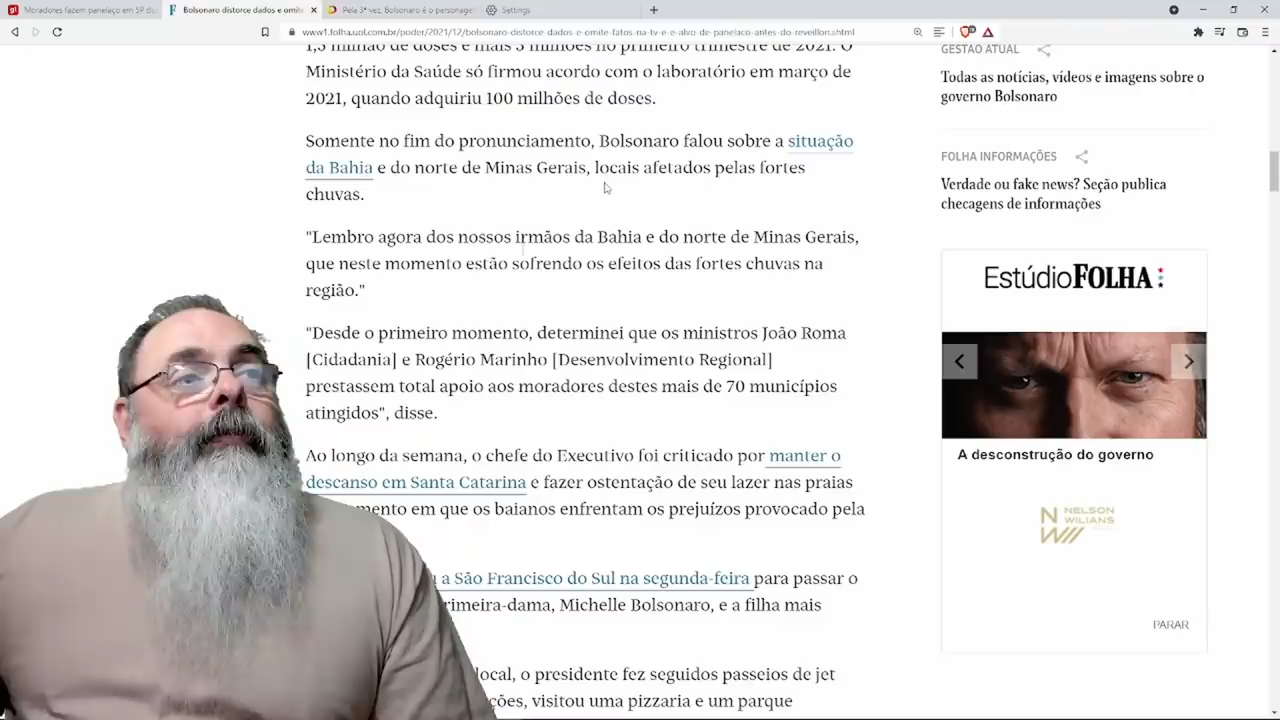 Moradores fazem panelaço em SP du
Bolsonaro distorce dados e omite
Pela 3ª vez, Bolsonaro é o personage
Settings
www1.folha.uol.com.br/poder/2021/12/bolsonaro-distorce-dados-e-omite-fatos-na-tv-e-e-alvo-de-panelaco-antes-do-reveillon.shtml
1,5 milhão de doses e mais 3 milhões no primeiro trimestre de 2021. O
Ministério da Saúde só firmou acordo com o laboratório em março de
2021, quando adquiriu 100 milhões de doses.
Somente no fim do pronunciamento, Bolsonaro falou sobre a situação
da Bahia e do norte de Minas Gerais, locais afetados pelas fortes
chuvas.
"Lembro agora dos nossos irmãos da Bahia e do norte de Minas Gerais,
que neste momento estão sofrendo os efeitos das fortes chuvas na
região."
"Desde o primeiro momento, determinei que os ministros João Roma
[Cidadania] e Rogério Marinho [Desenvolvimento Regional]
prestassem total apoio aos moradores destes mais de 70 municípios
atingidos", disse.
Ao longo da semana, o chefe do Executivo foi criticado por manter o
descanso em Santa Catarina e fazer ostentação de seu lazer nas praias
mento em que os baianos enfrentam os prejuízos provocado pela
a São Francisco do Sul na segunda-feira para passar o
rimeira-dama, Michelle Bolsonaro, e a filha mais
local, o presidente fez seguidos passeios de jet
ções, visitou uma pizzaria e um parque
GESTÃO ATUAL
Todas as notícias, vídeos e imagens sobre o
governo Bolsonaro
FOLHA INFORMAÇÕES
Verdade ou fake news? Seção publica
checagens de informações
EstúdioFOLHA
A desconstrução do governo
NELSON
WILIANS
PARAR